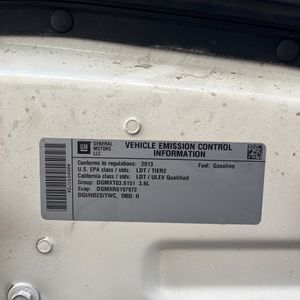 GM
GENERAL
MOTORS
LLC
VEHICLE EMISSION CONTROL
INFORMATION
Conforms to regulations: 2013
Fuel: Gasoline
U.S. EPA class / stds: LDT / TIER2
California class / stds: LDT / ULEV Qualified
Group: DGMXT03.6151 3.6L
Evap: DGMXR0197972
DGI/HO2S/TWC, OBD: II